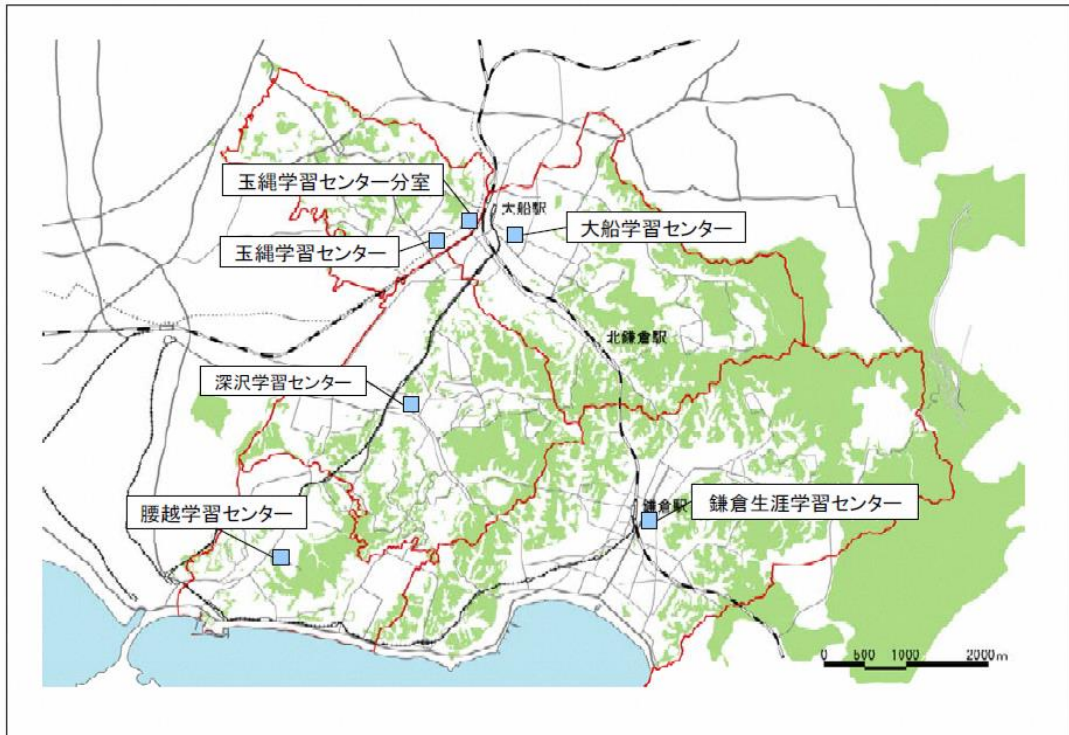 玉縄学習センター分室
大船駅
大船学習センター
玉縄学習センター
北鎌倉駅
深沢学習センター
鎌倉駅
鎌倉生涯学習センター
腰越学習センター
0 500 1000 2000m